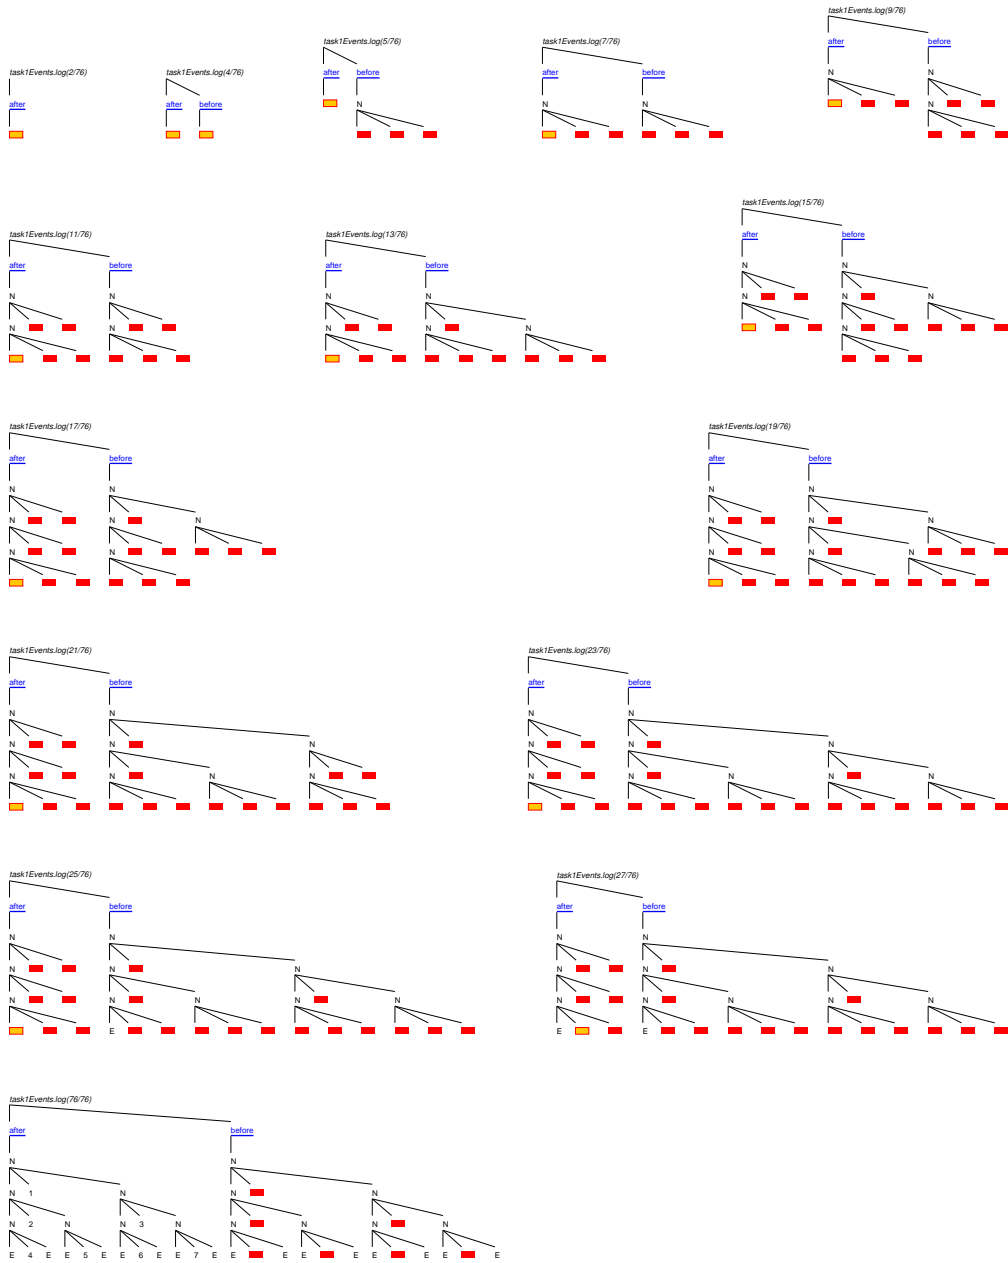 task1Events.log(9/76)
task1Events.log(5/76)
task1Events.log(7/76)
after before
task1Events.log(2/76)
task1Events.log(4/76)
after before
after before
N N
after
after before
N
N N
N
task1Events.log(15/76)
task1Events.log(11/76)
task1Events.log(13/76)
after before
after before
after before
N N
N N
N N
N N N
N N
N N N
N
task1Events.log(17/76)
task1Events.log(19/76)
after before
after before
N N
N N
N N N
N N N
N N
N N N
task1Events.log(21/76)
task1Events.log(23/76)
after before
after before
N N
N N
N N N
N N N
N N N N
N N N N N
task1Events.log(25/76)
task1Events.log(27/76)
after before
after before
N N
N N
N N N
N N N
N N N N N
N N N N N
E
E E
task1Events.log(76/76)
after before
N N
N 1 N N N
N 2 N N 3 N N N N N
E 4 E E 5 E E 6 E E 7 E E E E E E E E E